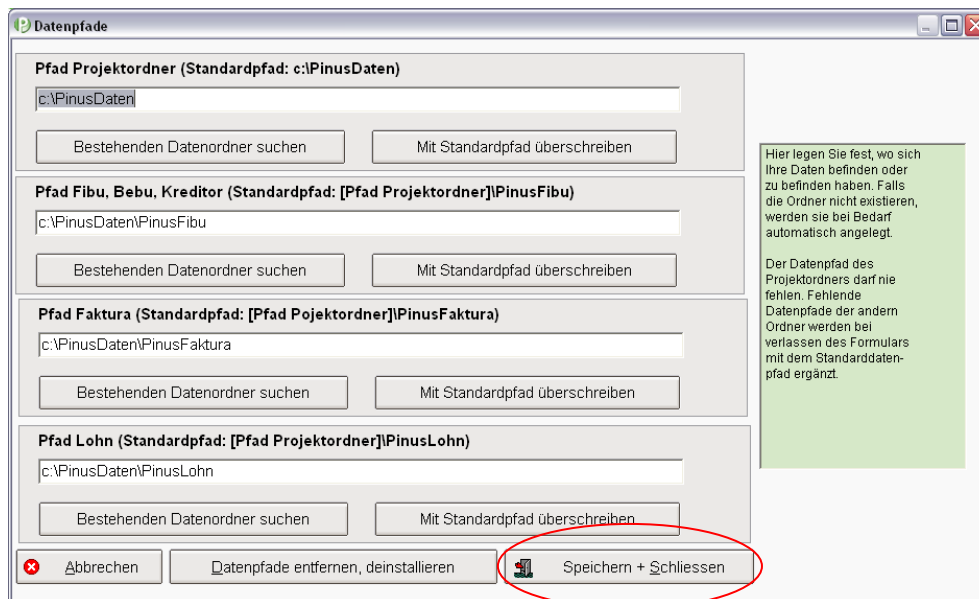 Datenpfade
Pfad Projektordner (Standardpfad: c:\PinusDaten)
c:\PinusDaten
Bestehenden Datenordner suchen
Mit Standardpfad überschreiben
Pfad Fibu, Bebu, Kreditor (Standardpfad: [Pfad Projektordner]\PinusFibu)
c:\PinusDaten\PinusFibu
Bestehenden Datenordner suchen
Mit Standardpfad überschreiben
Pfad Faktura (Standardpfad: [Pfad Pojektordner]\PinusFaktura)
c:\PinusDaten\PinusFaktura
Bestehenden Datenordner suchen
Mit Standardpfad überschreiben
Pfad Lohn (Standardpfad: [Pfad Projektordner]\PinusLohn)
c:\PinusDaten\PinusLohn
Bestehenden Datenordner suchen
Mit Standardpfad überschreiben
Abbrechen
Datenpfade entfernen, deinstallieren
Speichern + Schliessen
Hier legen Sie fest, wo sich
Ihre Daten befinden oder
zu befinden haben. Falls
die Ordner nicht existieren,
werden sie bei Bedarf
automatisch angelegt.
Der Datenpfad des
Projektordners darf nie
fehlen. Fehlende
Datenpfade der andern
Ordner werden bei
verlassen des Formulars
mit dem Standarddaten-
pfad ergänzt.